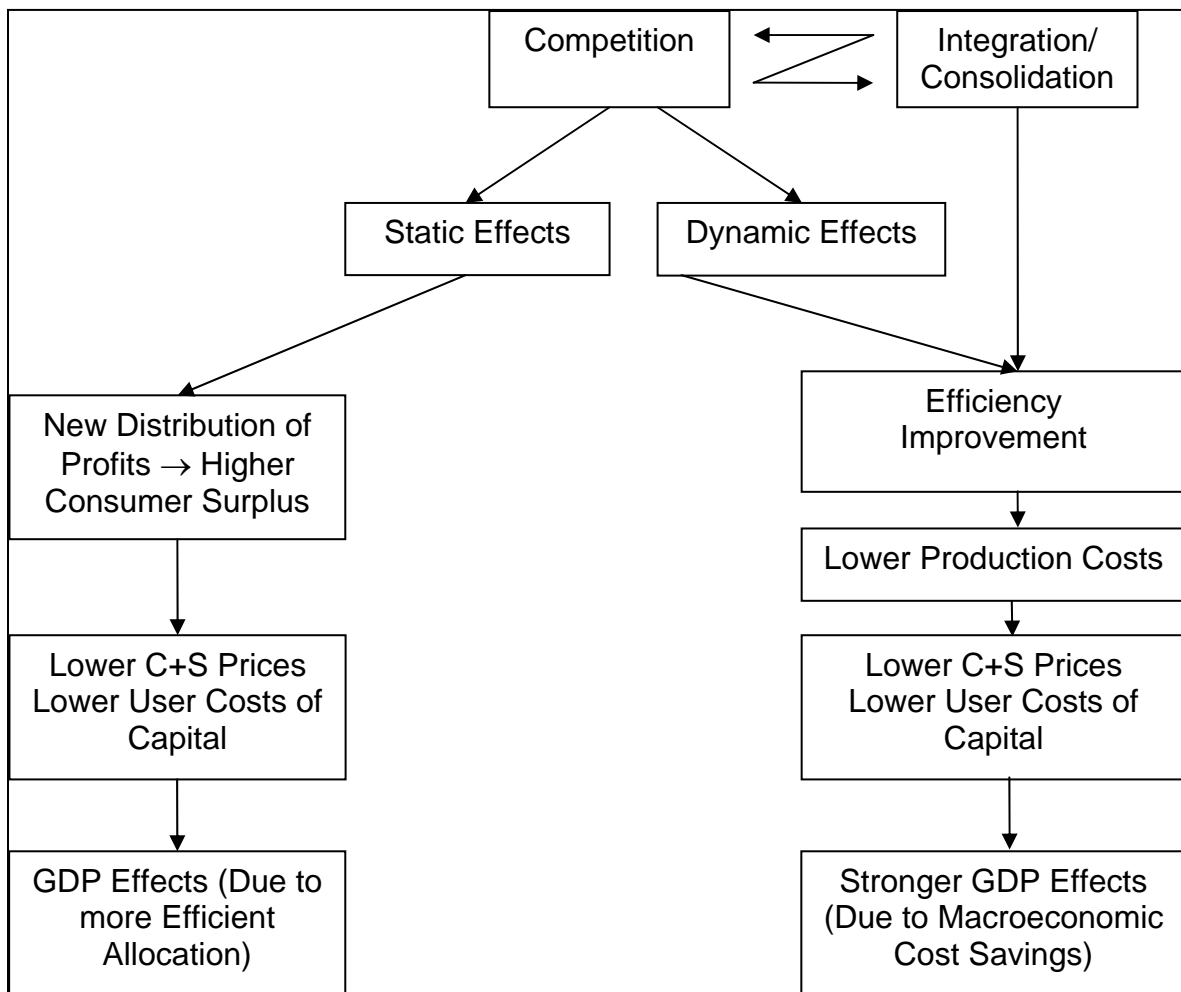 Competition
Integration/
Consolidation
Static Effects
Dynamic Effects
New Distribution of
Profits → Higher
Consumer Surplus
Efficiency
Improvement
Lower Production Costs
Lower C+S Prices
Lower User Costs of
Capital
Lower C+S Prices
Lower User Costs of
Capital
GDP Effects (Due to
more Efficient
Allocation)
Stronger GDP Effects
(Due to Macroeconomic
Cost Savings)